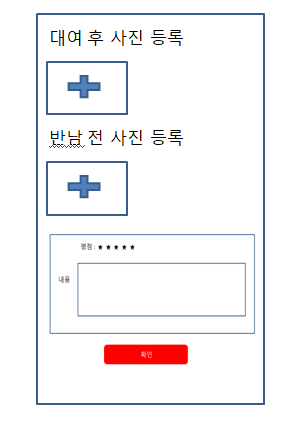 대여 후 사진 등록
반남 전 사진 등록
평점 : ★ ★ ★ ★ ★
내용
확인